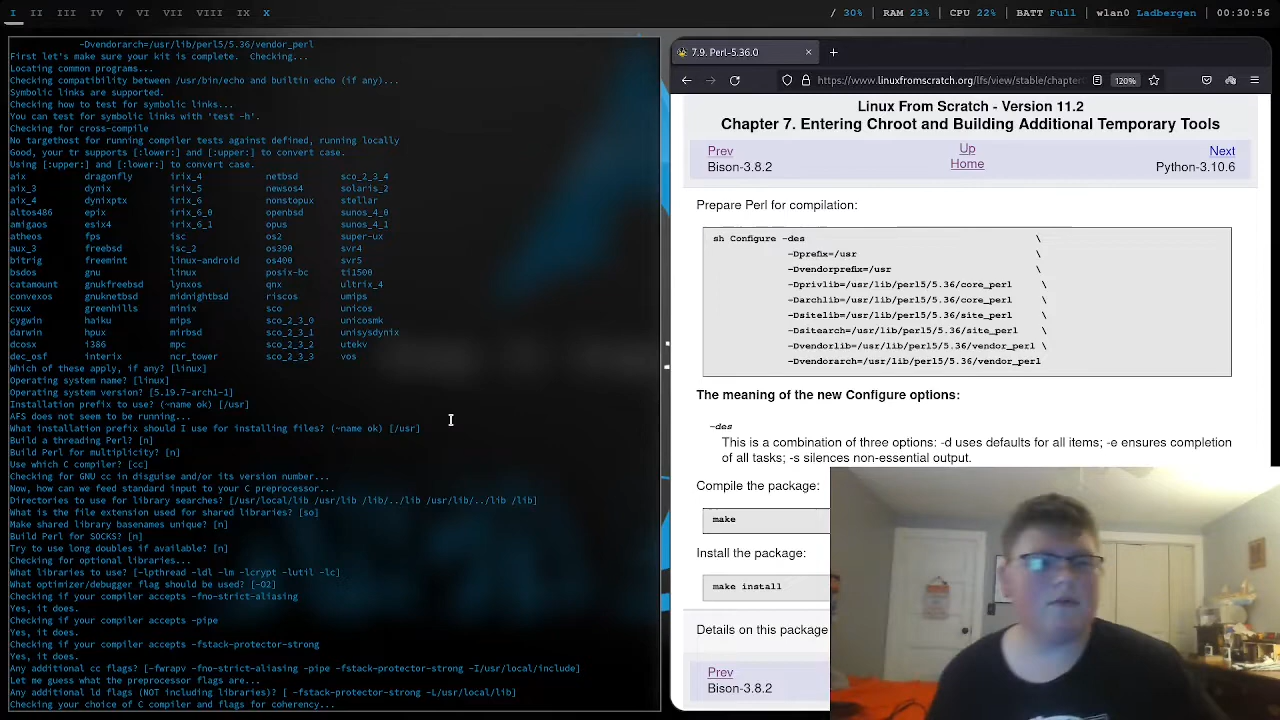 I II III IV V VI VII VIII IX X
/ 30% | RAM 23% | CPU 22% | BATT Full | wlan0 Ladbergen | 00:30:56
-Dvendorarch=/usr/lib/perl5/5.36/vendor_perl
First let's make sure your kit is complete.  Checking...
Locating common programs...
Checking compatibility between /usr/bin/echo and builtin echo (if any)...
Symbolic links are supported.
Checking how to test for symbolic links...
You can test for symbolic links with 'test -h'.
Checking for cross-compile
No targethost for running compiler tests against defined, running locally
Good, your tr supports [:lower:] and [:upper:] to convert case.
Using [:upper:] and [:lower:] to convert case.
aix dragonfly irix_4 netbsd sco_2_3_4
aix_3 dynix irix_5 newsos4 solaris_2
aix_4 dynixptx irix_6 nonstopux stellar
altos486 epix irix_6_0 openbsd sunos_4_0
amigaos esix4 irix_6_1 opus sunos_4_1
atheos fps isc os2 super-ux
aux_3 freebsd isc_2 os390 svr4
bitrig freemint linux-android os400 svr5
bsdos gnu linux posix-bc ti1500
catamount gnukfreebsd lynxos qnx ultrix_4
convexos gnuknetbsd midnightbsd riscos umips
cxux greenhills minix sco unicos
cygwin haiku mips sco_2_3_0 unicosmk
darwin hpux mirbsd sco_2_3_1 unisysdynix
dcosx i386 mpc sco_2_3_2 utekv
dec_osf interix ncr_tower sco_2_3_3 vos
Which of these apply, if any? [linux]
Operating system name? [linux]
Operating system version? [5.19.7-arch1-1]
Installation prefix to use? (~name ok) [/usr]
AFS does not seem to be running...
What installation prefix should I use for installing files? (~name ok) [/usr]
Build a threading Perl? [n]
Build Perl for multiplicity? [n]
Use which C compiler? [cc]
Checking for GNU cc in disguise and/or its version number...
Now, how can we feed standard input to your C preprocessor...
Directories to use for library searches? [/usr/local/lib /usr/lib /lib/../lib /usr/lib/../lib /lib]
What is the file extension used for shared libraries? [so]
Make shared library basenames unique? [n]
Build Perl for SOCKS? [n]
Try to use long doubles if available? [n]
Checking for optional libraries...
What libraries to use? [-lpthread -ldl -lm -lcrypt -lutil -lc]
What optimizer/debugger flag should be used? [-O2]
Checking if your compiler accepts -fno-strict-aliasing
Yes, it does.
Checking if your compiler accepts -pipe
Yes, it does.
Checking if your compiler accepts -fstack-protector-strong
Yes, it does.
Any additional cc flags? [-fwrapv -fno-strict-aliasing -pipe -fstack-protector-strong -I/usr/local/include]
Let me guess what the preprocessor flags are...
Any additional ld flags (NOT including libraries)? [ -fstack-protector-strong -L/usr/local/lib]
Checking your choice of C compiler and flags for coherency...
7.9. Perl-5.36.0
https://www.linuxfromscratch.org/lfs/view/stable/chapter
120%
Linux From Scratch - Version 11.2
Chapter 7. Entering Chroot and Building Additional Temporary Tools
Prev Up Next
Bison-3.8.2 Home Python-3.10.6
Prepare Perl for compilation:
sh Configure -des \
-Dprefix=/usr \
-Dvendorprefix=/usr \
-Dprivlib=/usr/lib/perl5/5.36/core_perl \
-Darchlib=/usr/lib/perl5/5.36/core_perl \
-Dsitelib=/usr/lib/perl5/5.36/site_perl \
-Dsitearch=/usr/lib/perl5/5.36/site_perl \
-Dvendorlib=/usr/lib/perl5/5.36/vendor_perl \
-Dvendorarch=/usr/lib/perl5/5.36/vendor_perl
The meaning of the new Configure options:
-des
This is a combination of three options: -d uses defaults for all items; -e ensures completion
of all tasks; -s silences non-essential output.
Compile the package:
make
Install the package:
make install
Details on this package
Prev
Bison-3.8.2